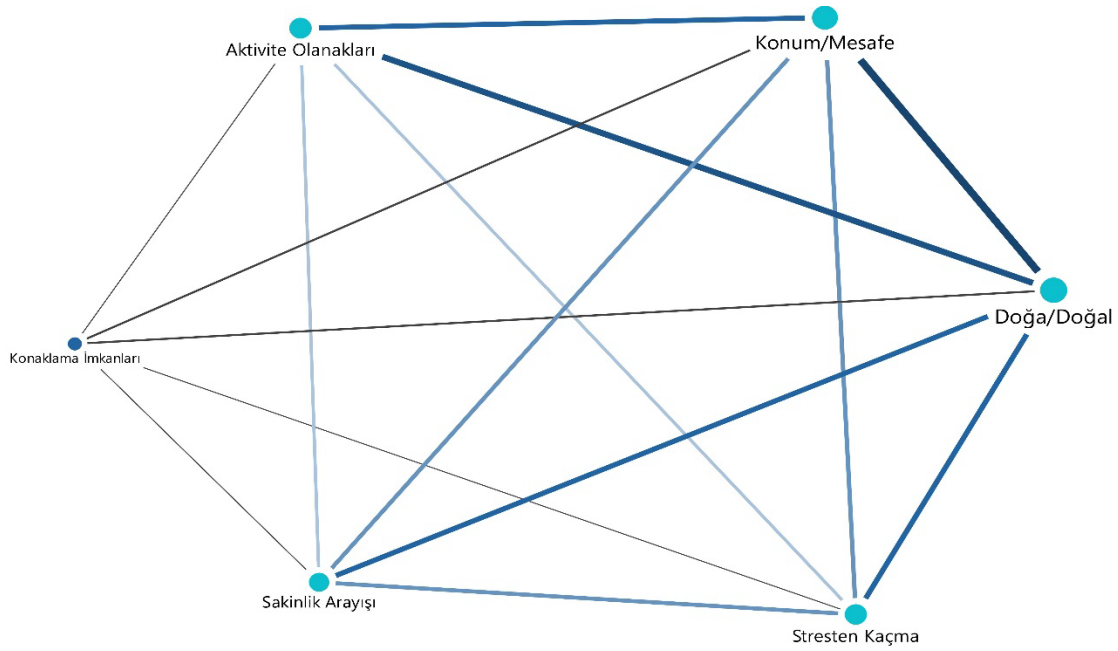 Aktivite Olanakları
Konum/Mesafe
Doğa/Doğal
Konaklama İmkanları
Sakinlik Arayışı
Stresten Kaçma